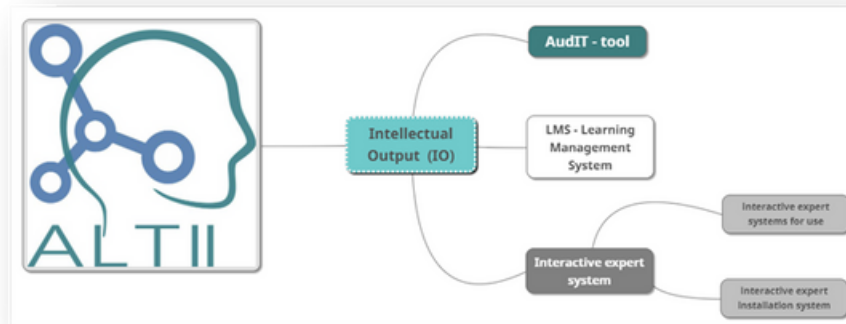 ALTII
Intellectual
Output (IO)
AudIT - tool
LMS - Learning
Management
System
Interactive expert
system
Interactive expert
systems for use
Interactive expert
Installation system